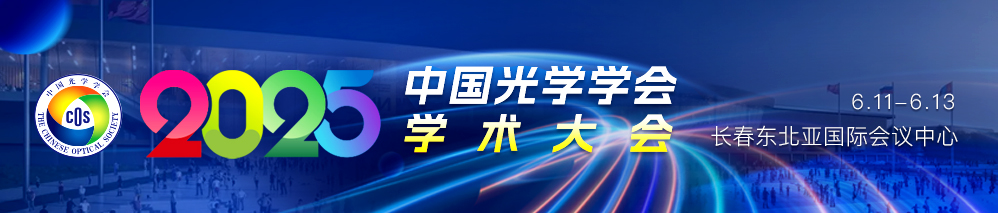 中国光学学会
COS
THE CHINESE OPTICAL SOCIETY
2025
中国光学学会
学术大会
6.11–6.13
长春东北亚国际会议中心